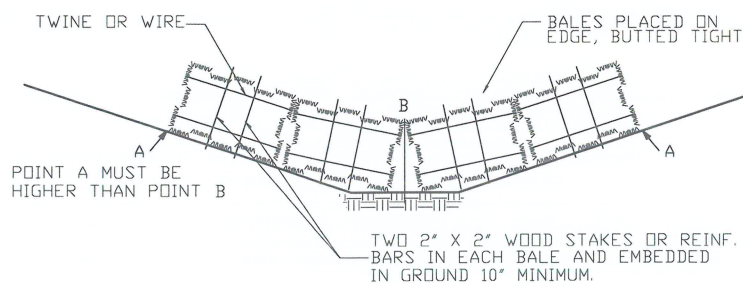 TWINE OR WIRE
BALES PLACED ON
EDGE, BUTTED TIGHT
B
A
A
POINT A MUST BE
HIGHER THAN POINT B
TWO 2" X 2" WOOD STAKES OR REINF.
BARS IN EACH BALE AND EMBEDDED
IN GROUND 10" MINIMUM.